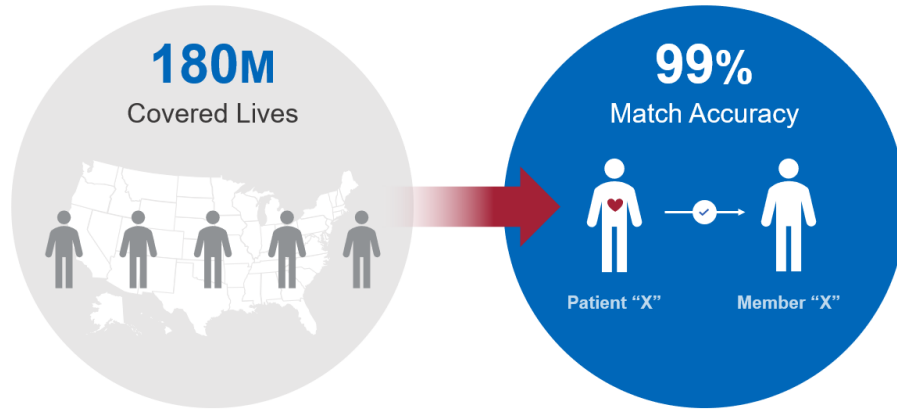 180M
Covered Lives
99%
Match Accuracy
Patient “X”
Member “X”